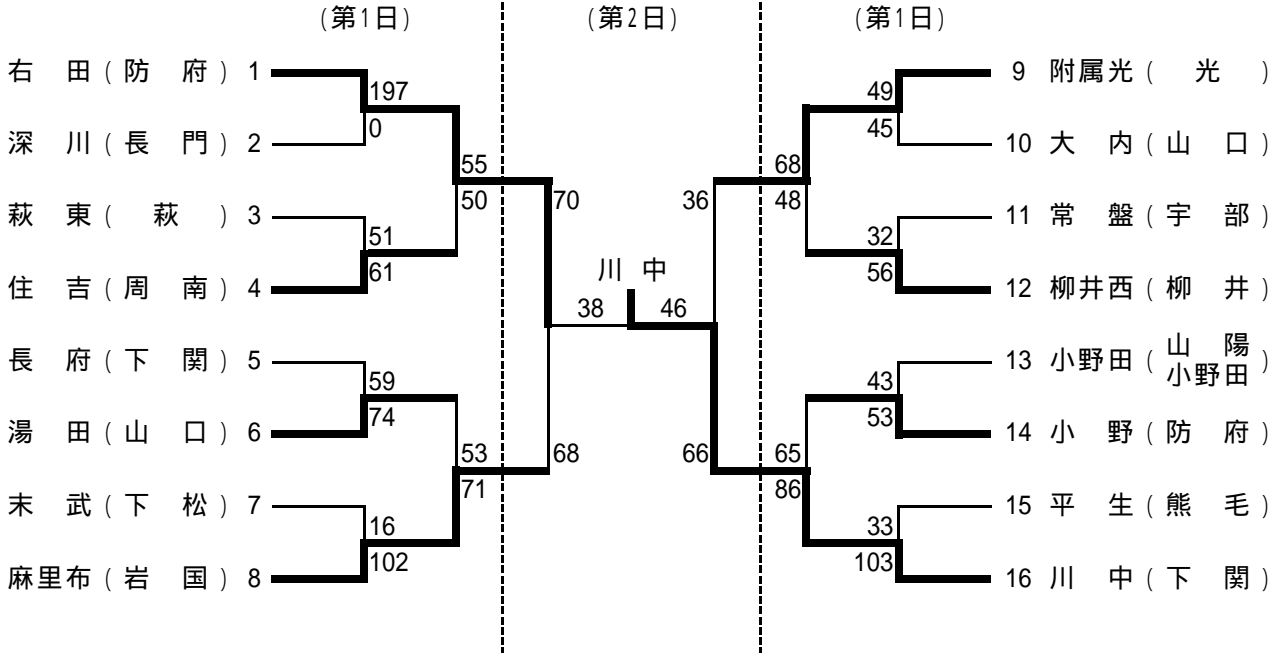 (第1日) (第2日) (第1日)
右 田 ( 防 府 ) 1
197
0
深 川 ( 長 門 ) 2
55
50
萩 東 ( 萩 ) 3
51
61
住 吉 ( 周 南 ) 4
70
長 府 ( 下 関 ) 5
59
74
湯 田 ( 山 口 ) 6
53
71
末 武 ( 下 松 ) 7
16
102
麻里布 ( 岩 国 ) 8
68
川 中
38 46
36
66
9 附属光 ( 光 )
49
45
10 大 内 ( 山 口 )
68
48
11 常 盤 ( 宇 部 )
32
56
12 柳井西 ( 柳 井 )
13 小野田 ( 山 陽
小野田 )
43
53
14 小 野 ( 防 府 )
65
86
15 平 生 ( 熊 毛 )
33
103
16 川 中 ( 下 関 )